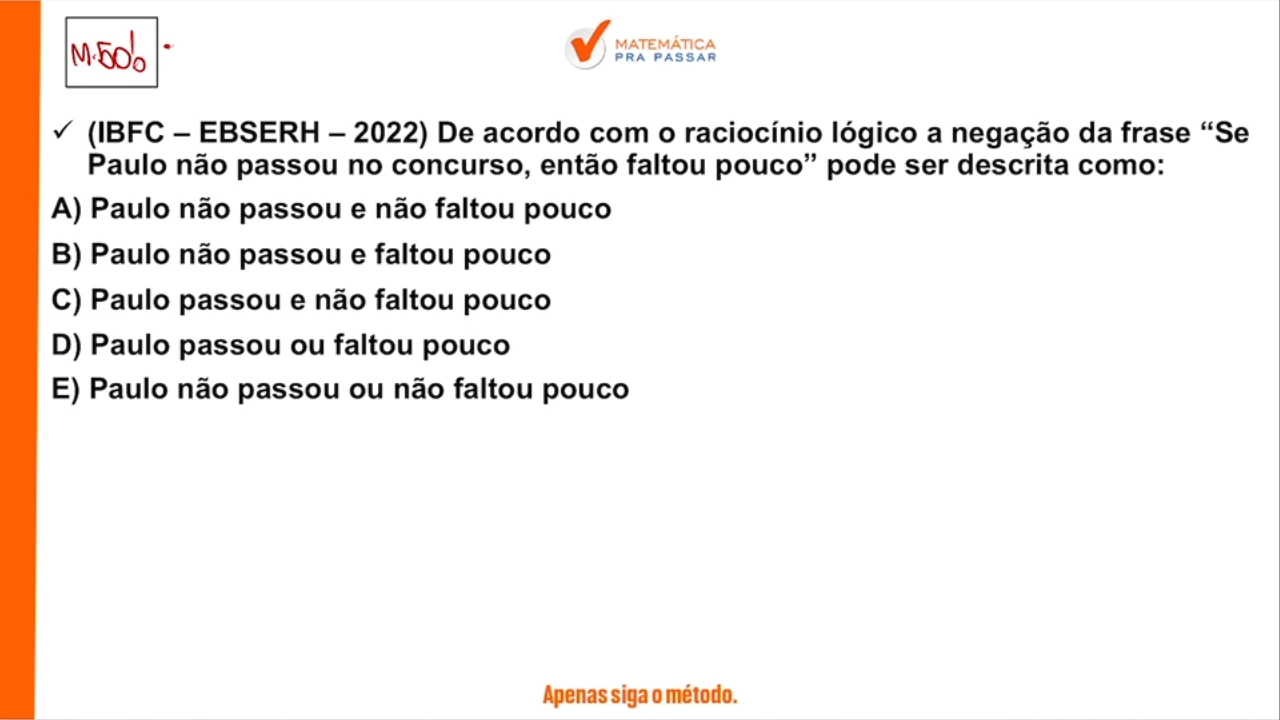 M.50%
MATEMÁTICA
PRA PASSAR
✓ (IBFC – EBSERH – 2022) De acordo com o raciocínio lógico a negação da frase “Se
Paulo não passou no concurso, então faltou pouco” pode ser descrita como:
A) Paulo não passou e não faltou pouco
B) Paulo não passou e faltou pouco
C) Paulo passou e não faltou pouco
D) Paulo passou ou faltou pouco
E) Paulo não passou ou não faltou pouco
Apenas siga o método.